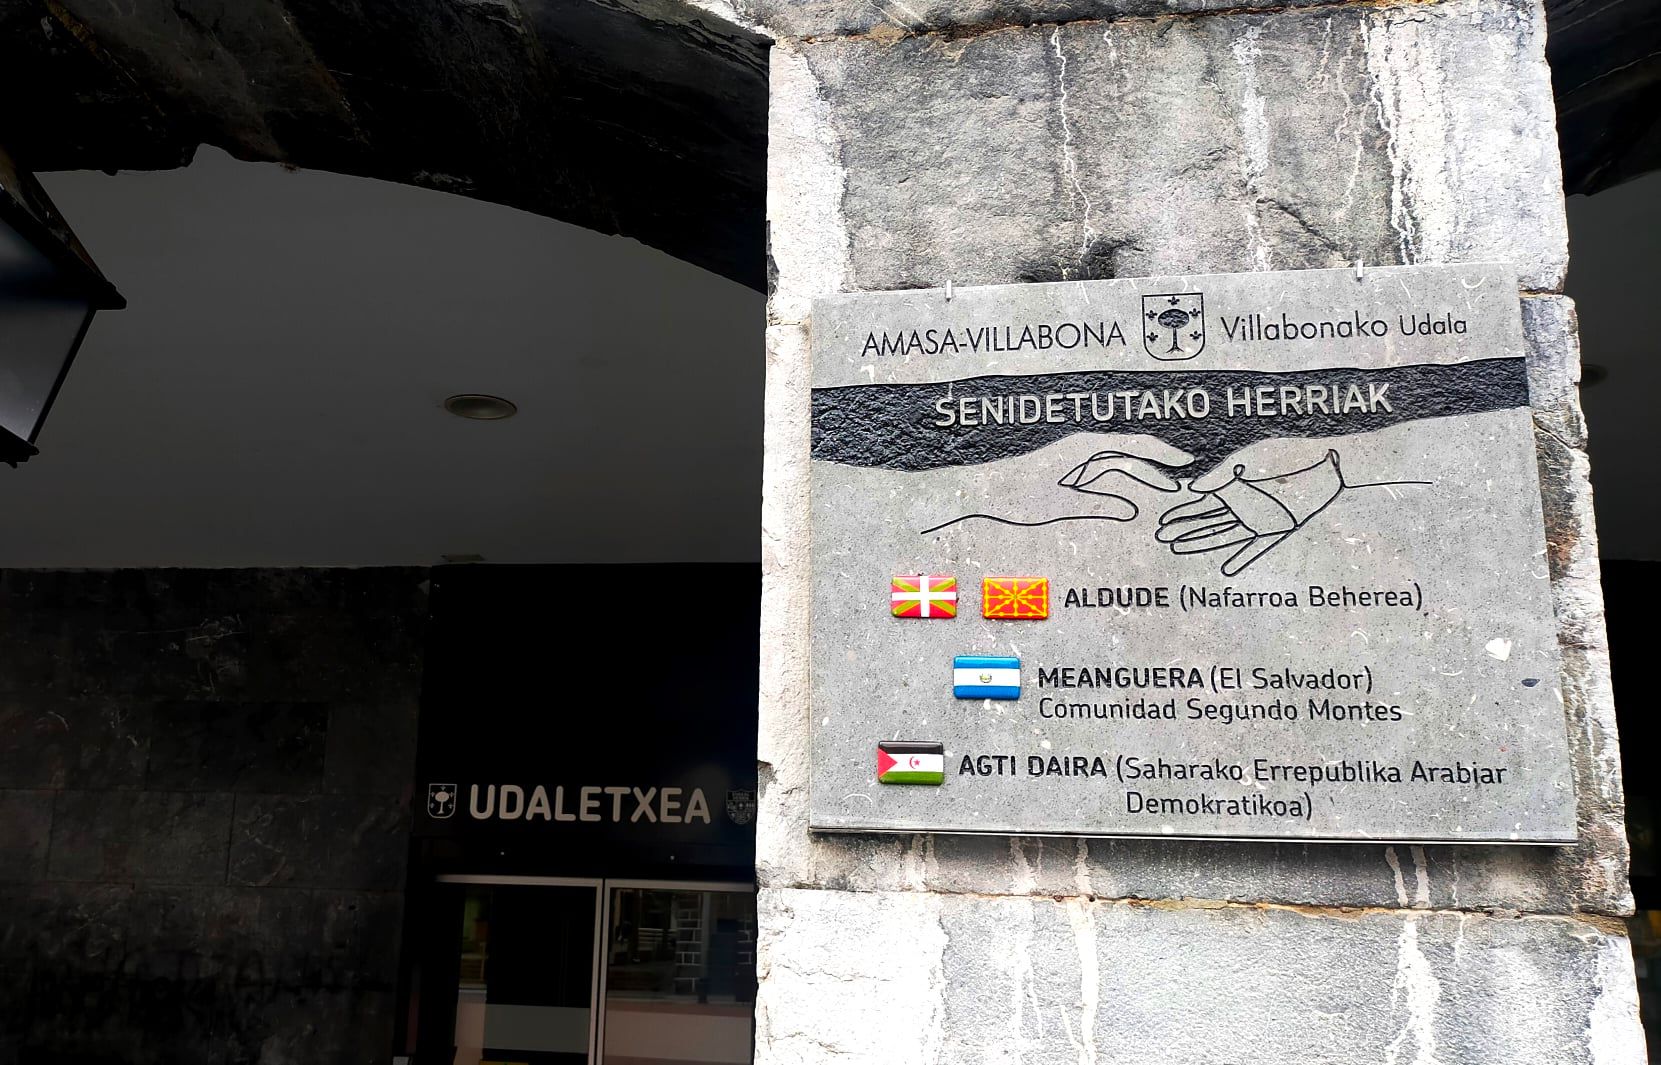 AMASA-VILLABONA Villabonako Udala
SENIDETUTAKO HERRIAK
ALDUDE (Nafarroa Beherea)
MEANGUERA (El Salvador)
Comunidad Segundo Montes
AGTI DAIRA (Saharako Errepublika Arabiar
Demokratikoa)
UDALETXEA